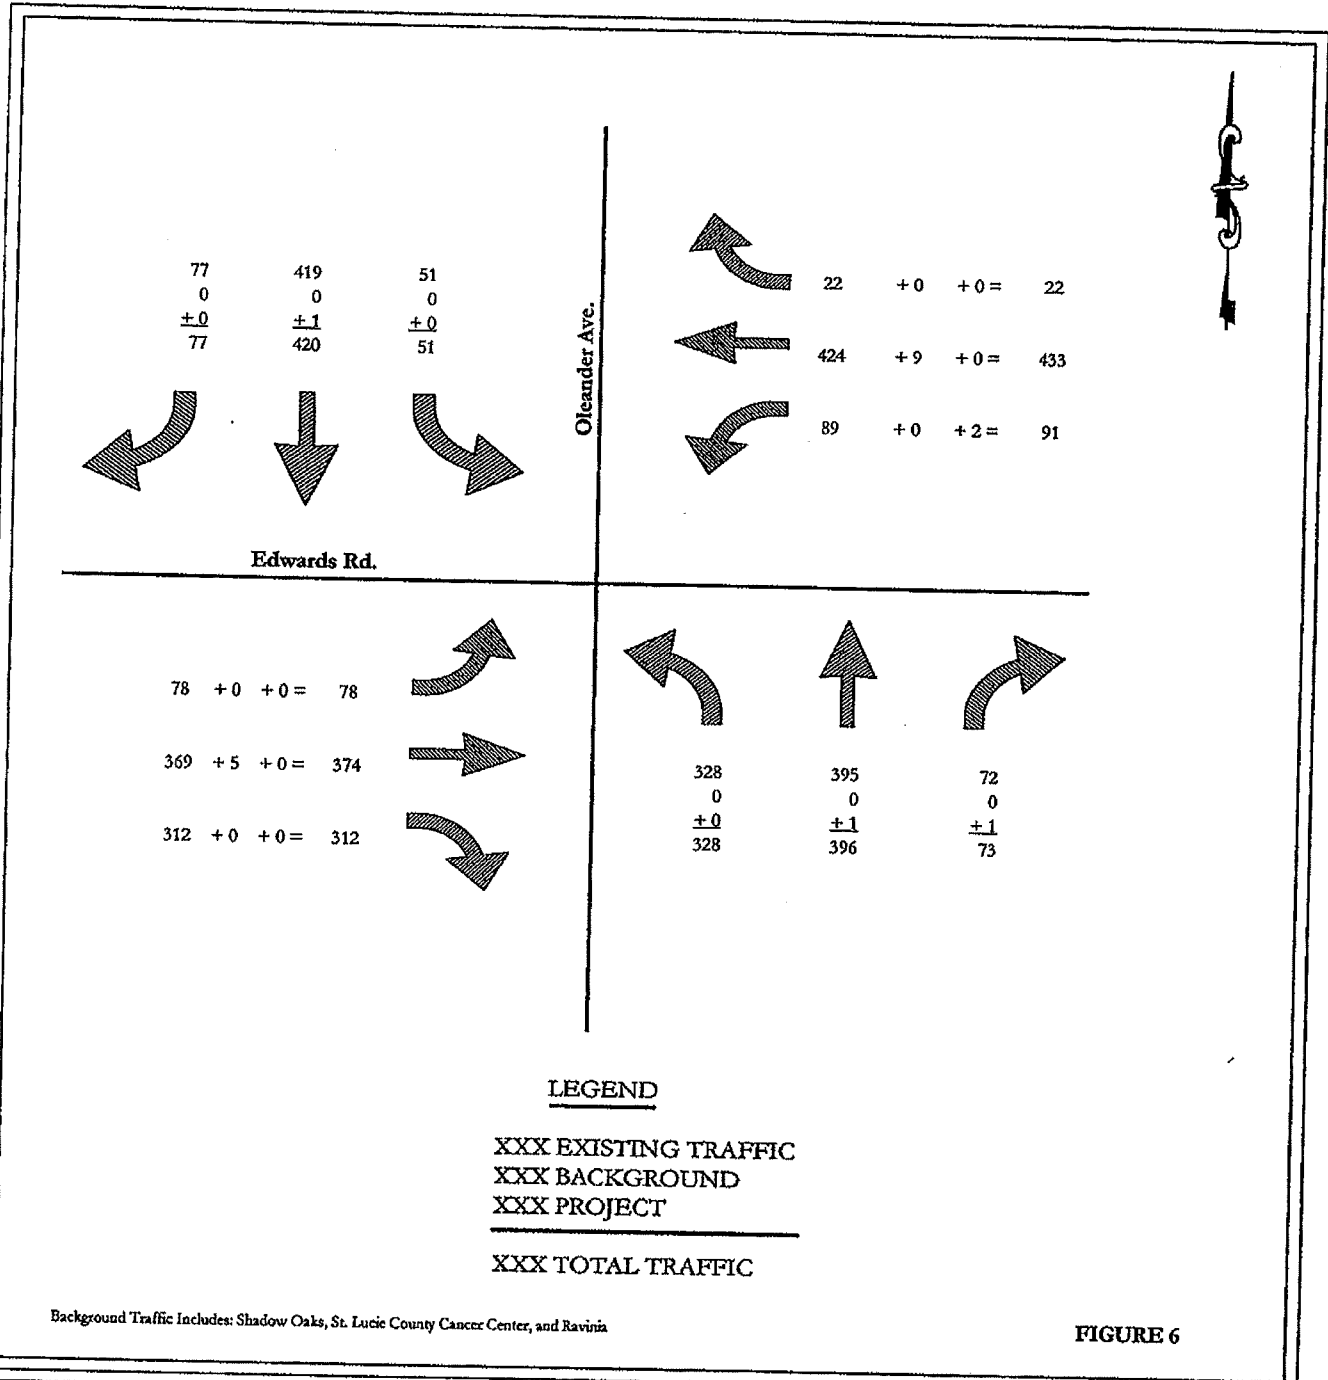 77 419 51
0 0 0
+0 +1 +0
77 420 51
22 +0 +0= 22
424 +9 +0= 433
89 +0 +2= 91
Oleander Ave.
Edwards Rd.
78 +0 +0= 78
369 +5 +0= 374
312 +0 +0= 312
328 395 72
0 0 0
+0 +1 +1
328 396 73
LEGEND
XXX EXISTING TRAFFIC
XXX BACKGROUND
XXX PROJECT
XXX TOTAL TRAFFIC
Background Traffic Includes: Shadow Oaks, St. Lucie County Cancer Center, and Ravinia
FIGURE 6